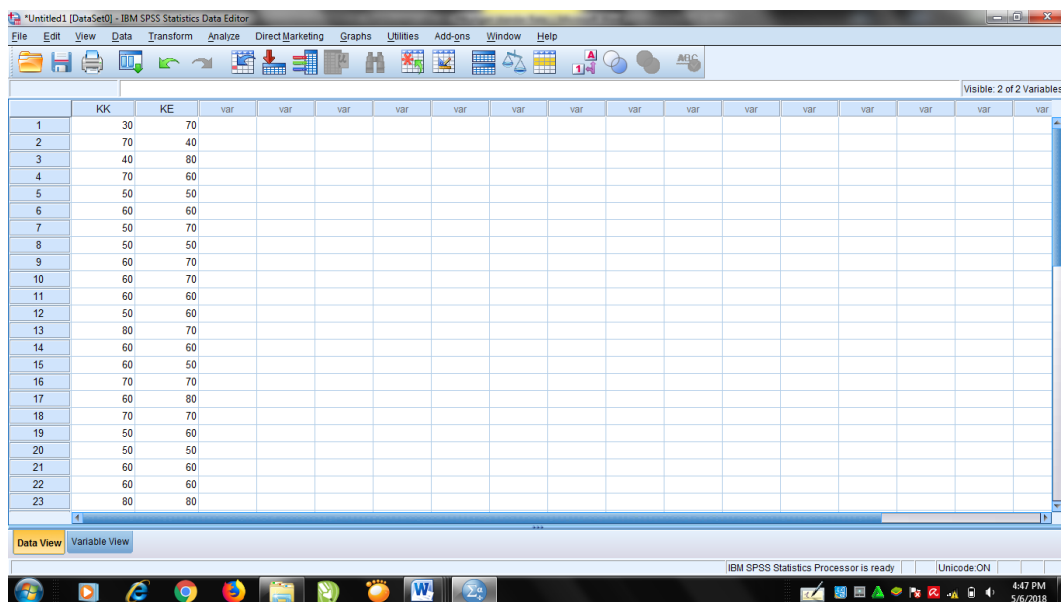 *Untitled1 [DataSet0] - IBM SPSS Statistics Data Editor
File Edit View Data Transform Analyze Direct Marketing Graphs Utilities Add-ons Window Help
Visible: 2 of 2 Variables
KK KE var var var var var var var var var var var var var var
1 30 70
2 70 40
3 40 80
4 70 60
5 50 50
6 60 60
7 50 70
8 50 50
9 60 70
10 60 70
11 60 60
12 50 60
13 80 70
14 60 60
15 60 50
16 70 70
17 60 80
18 70 70
19 50 60
20 50 50
21 60 60
22 60 60
23 80 80
Data View Variable View
IBM SPSS Statistics Processor is ready Unicode:ON
4:47 PM
5/6/2018